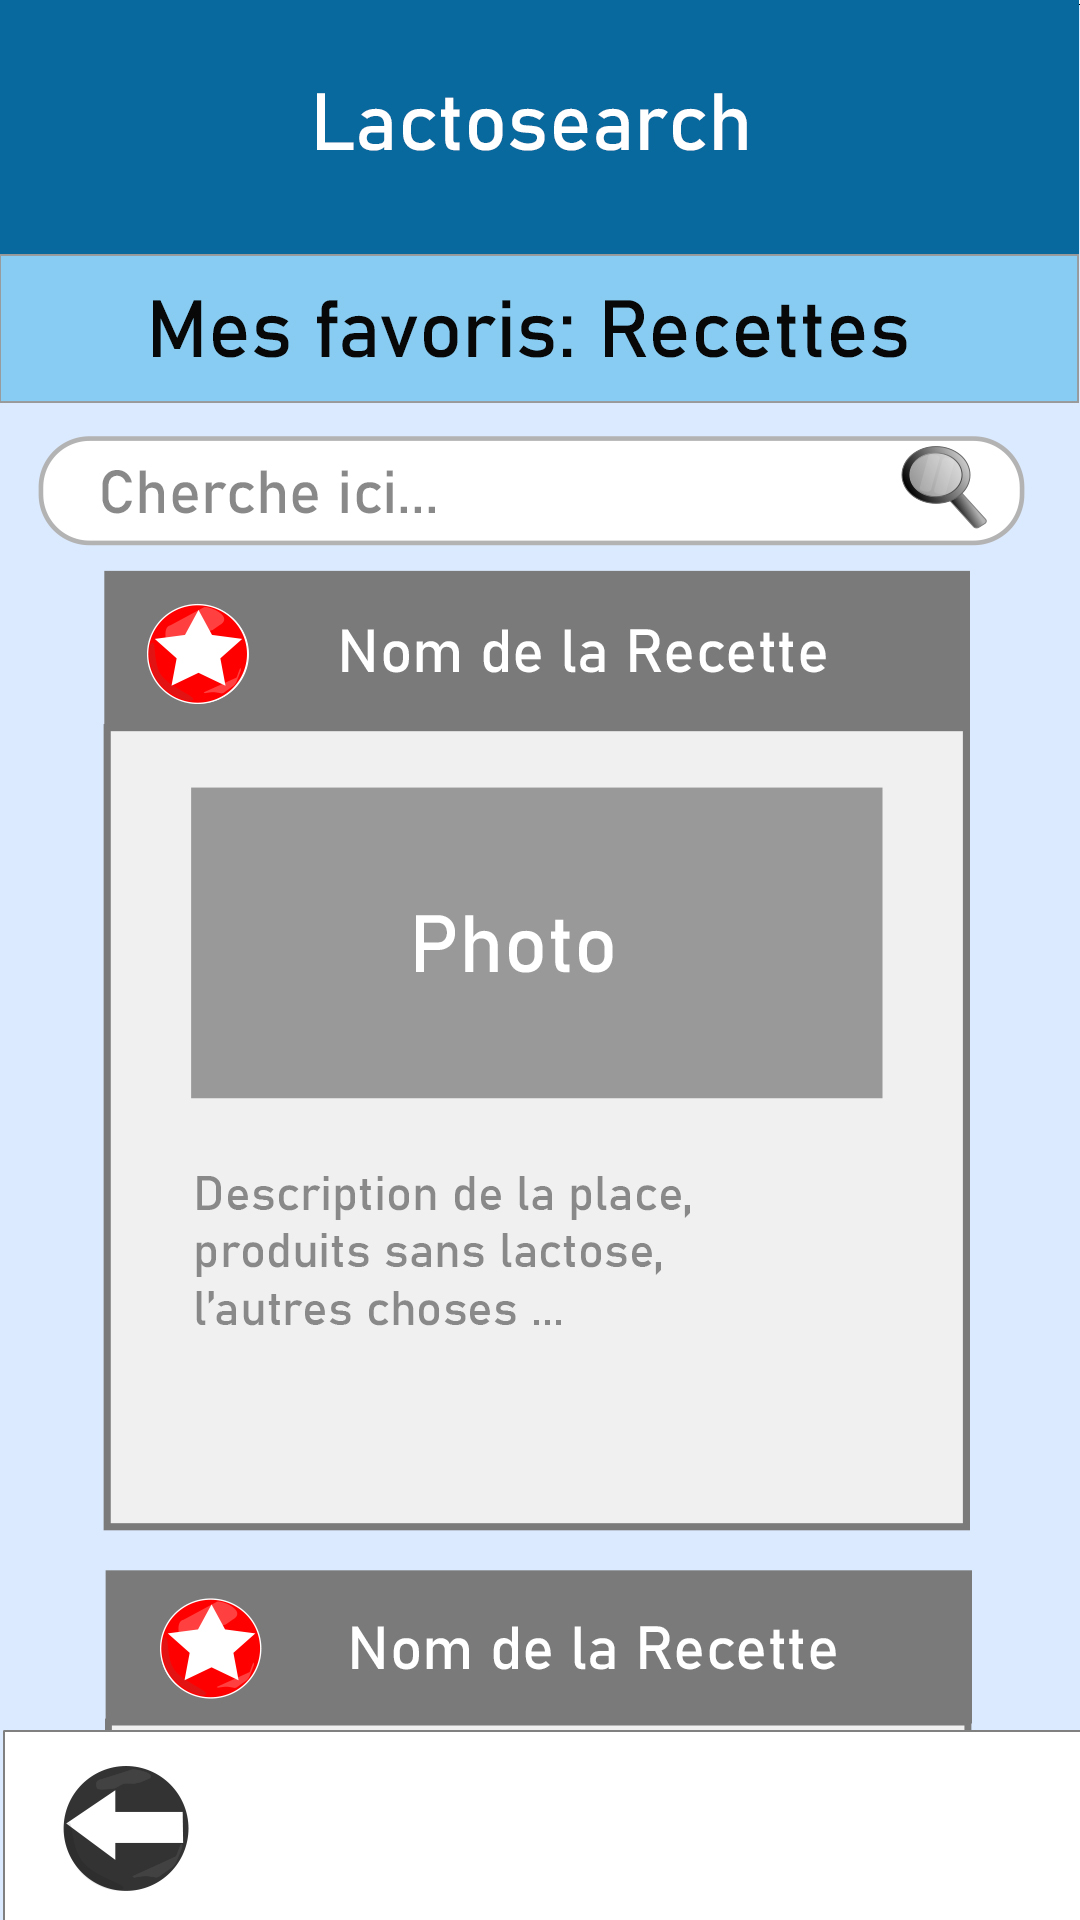 Lactosearch
Mes favoris: Recettes
Cherche ici...
Nom de la Recette
Photo
Description de la place,
produits sans lactose,
l’autres choses ...
Nom de la Recette